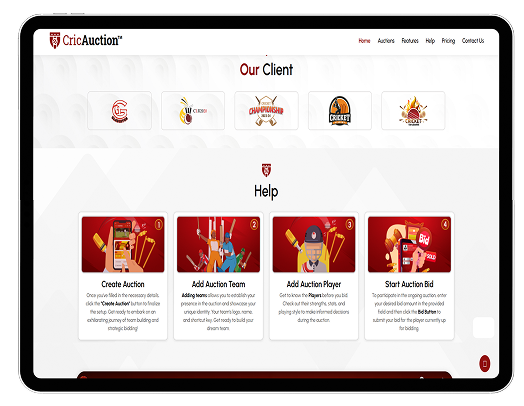 CricAuction™
Home Auctions Features Help Pricing Contact Us
Our Client
CRICKET
CHAMPIONSHIP
CRICKET
CRICKET
Help
1 2 3 4
Bid
SOLD
Create Auction
Once you've filled in the necessary details,
click the "Create Auction" button to finalize
the setup. Get ready to embark on an
exhilarating journey of team building and
strategic bidding!
Add Auction Team
Adding teams allows you to establish your
presence in the auction and showcase your
unique identity. Your team's logo, name,
and shortcut key. Get ready to build your
dream team.
Add Auction Player
Get to know the Players before you bid
Check out their strengths, stats, and
playing style to make informed decisions
during the auction.
Start Auction Bid
To participate in the ongoing auction, enter
your desired bid amount in the provided
field and then click the Bid Button to
submit your bid for the player currently up
for bidding.